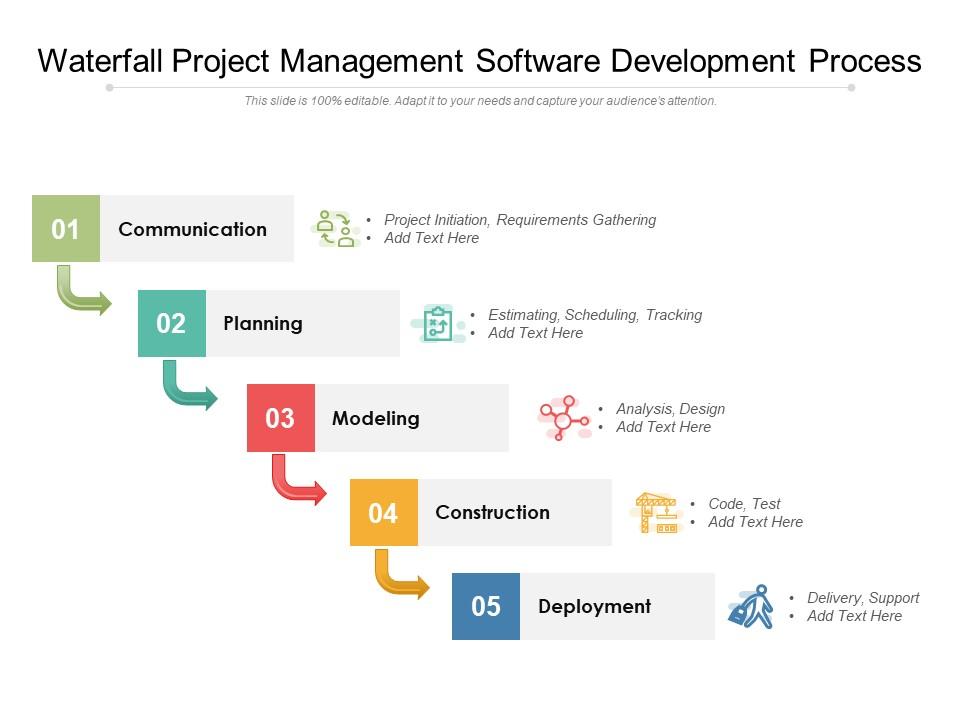 Waterfall Project Management Software Development Process
This slide is 100% editable. Adapt it to your needs and capture your audience's attention.
01
Communication
• Project Initiation, Requirements Gathering
• Add Text Here
02
Planning
• Estimating, Scheduling, Tracking
• Add Text Here
03
Modeling
• Analysis, Design
• Add Text Here
04
Construction
• Code, Test
• Add Text Here
05
Deployment
• Delivery, Support
• Add Text Here